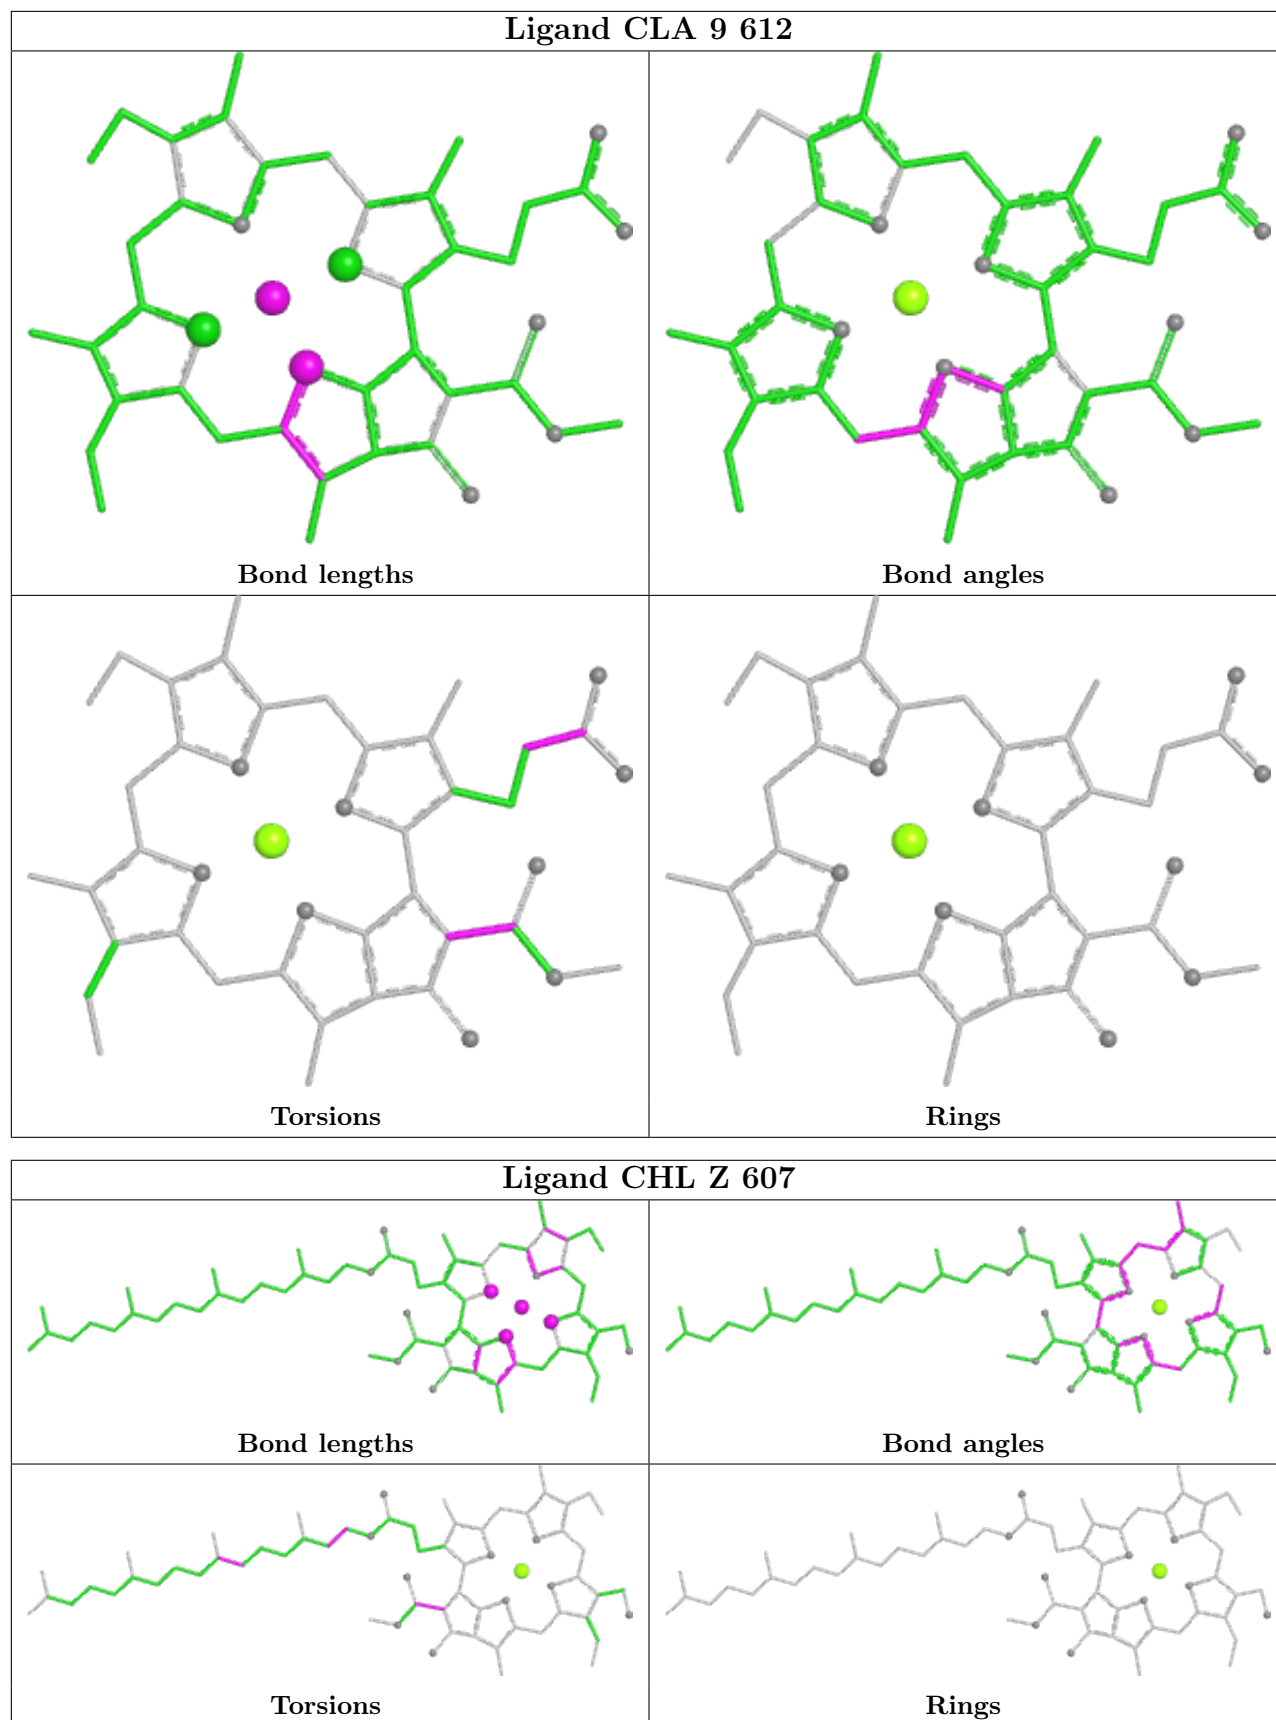 Ligand CLA 9 612
Bond lengths
Bond angles
Torsions
Rings
Ligand CHL Z 607
Bond lengths
Bond angles
Torsions
Rings